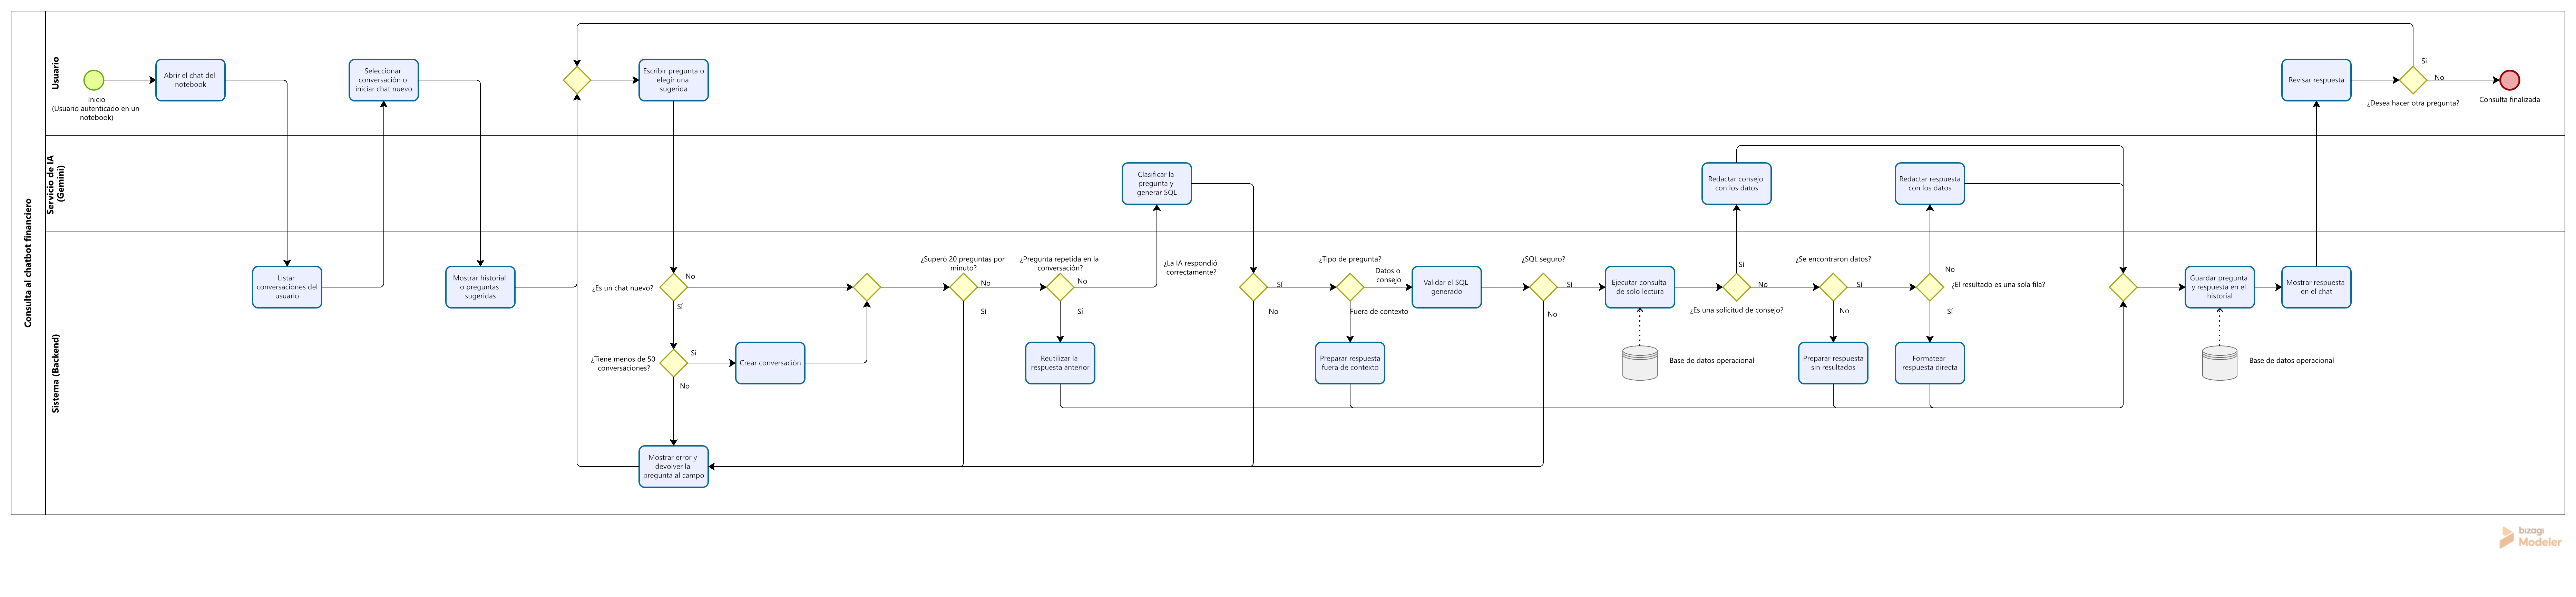 Consulta al chatbot financiero
Usuario
Inicio
(Usuario autenticado en un
notebook)
Abrir el chat del
notebook
Seleccionar
conversación o
iniciar chat nuevo
Escribir pregunta o
elegir una
sugerida
Revisar respuesta
Sí
No
¿Desea hacer otra pregunta?
Consulta finalizada
Servicio de IA
(Gemini)
Clasificar la
pregunta y
generar SQL
Redactar consejo
con los datos
Redactar respuesta
con los datos
Sistema (Backend)
Listar
conversaciones del
usuario
Mostrar historial
o preguntas
sugeridas
¿Es un chat nuevo?
No
Sí
¿Tiene menos de 50
conversaciones?
Sí
No
Crear conversación
Mostrar error y
devolver la
pregunta al campo
¿Superó 20 preguntas por
minuto?
No
Sí
¿Pregunta repetida en la
conversación?
No
Sí
Reutilizar la
respuesta anterior
¿La IA respondió
correctamente?
Sí
No
¿Tipo de pregunta?
Datos o
consejo
Fuera de contexto
Preparar respuesta
fuera de contexto
Validar el SQL
generado
¿SQL seguro?
Sí
No
Ejecutar consulta
de solo lectura
Base de datos operacional
Sí
No
¿Es una solicitud de consejo?
¿Se encontraron datos?
Sí
No
Preparar respuesta
sin resultados
No
¿El resultado es una sola fila?
Sí
Formatear
respuesta directa
Guardar pregunta
y respuesta en el
historial
Base de datos operacional
Mostrar respuesta
en el chat
bizagi
Modeler